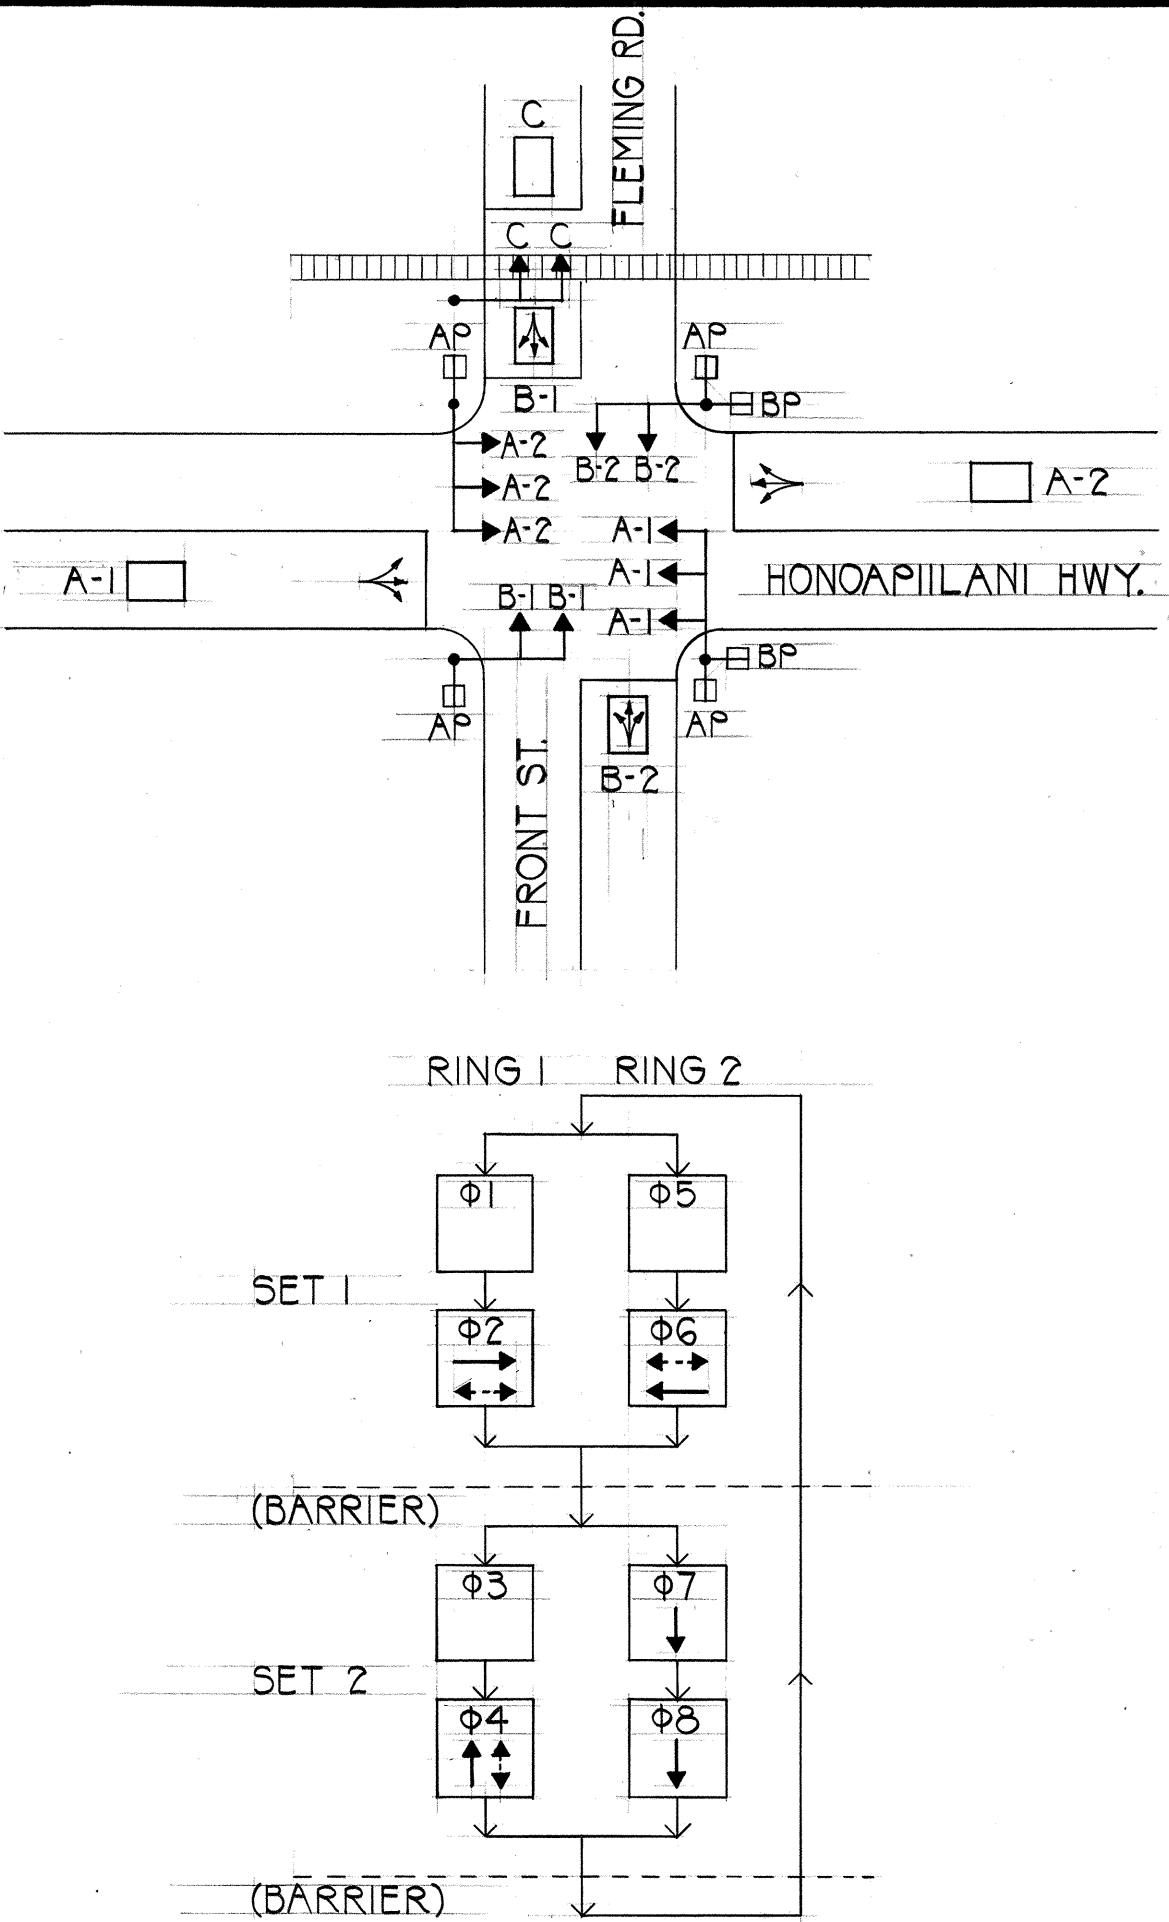 FLEMING RD.
C
C C
AP AP
B-1 BP
A-2
B-2 B-2
A-2
A-2
A-2
A-1
A-1
A-1 HONOAPIILANI HWY.
B-1 B-1
A-1
BP
AP AP
FRONT ST.
B-2
RING 1 RING 2
Φ1 Φ5
SET 1
Φ2 Φ6
(BARRIER)
Φ3 Φ7
SET 2
Φ4 Φ8
(BARRIER)